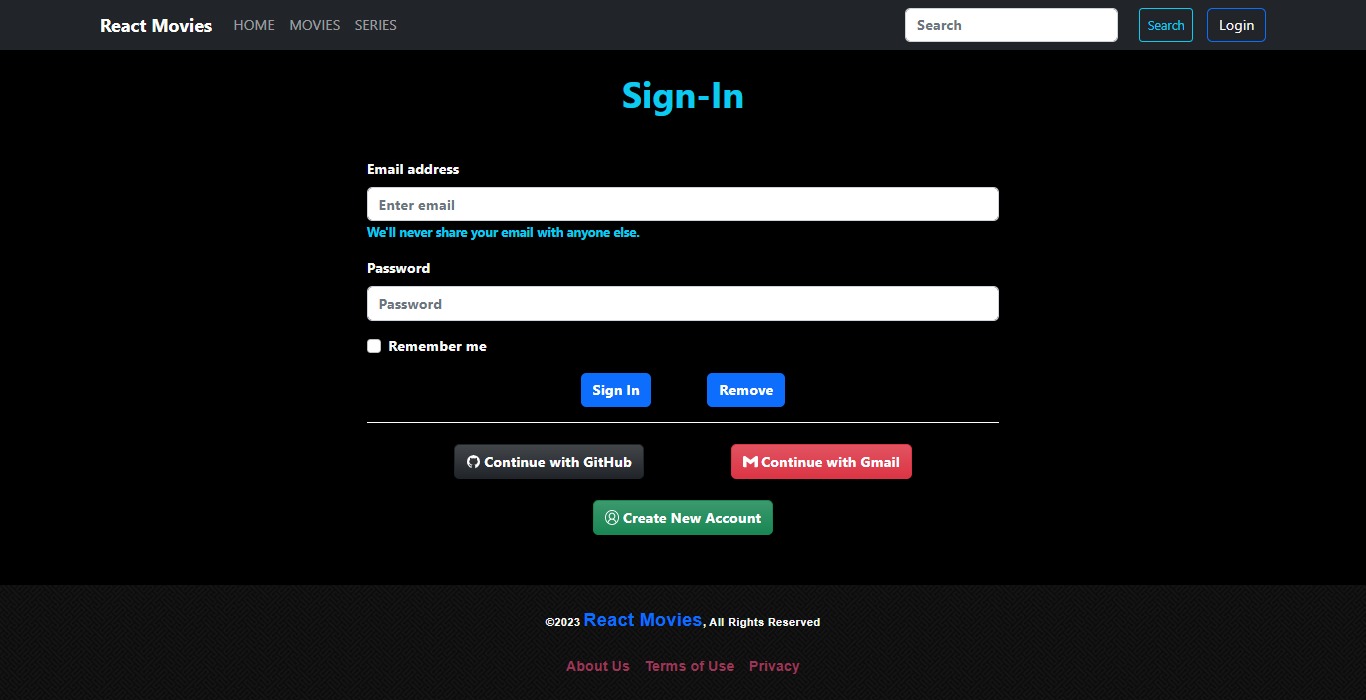 React Movies HOME MOVIES SERIES Search Search Login
Sign-In
Email address
Enter email
We'll never share your email with anyone else.
Password
Password
Remember me
Sign In Remove
Continue with GitHub Continue with Gmail
Create New Account
©2023 React Movies, All Rights Reserved
About Us Terms of Use Privacy